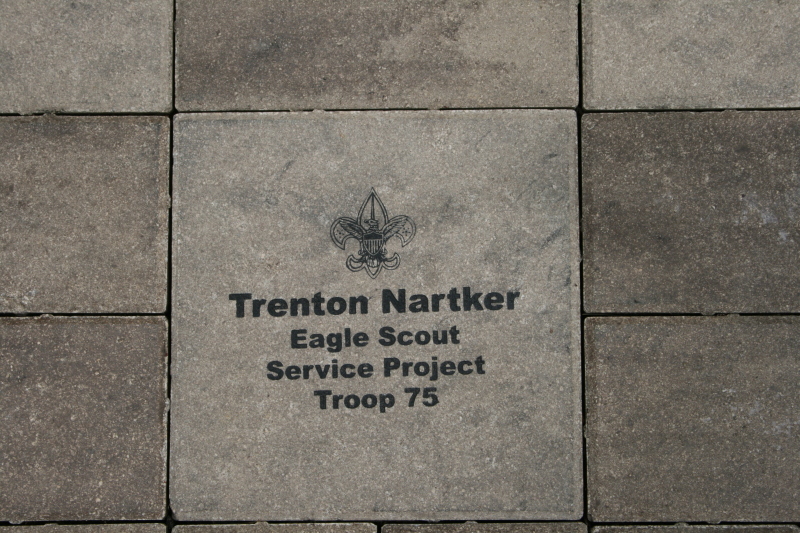 Trenton Nartker
Eagle Scout
Service Project
Troop 75